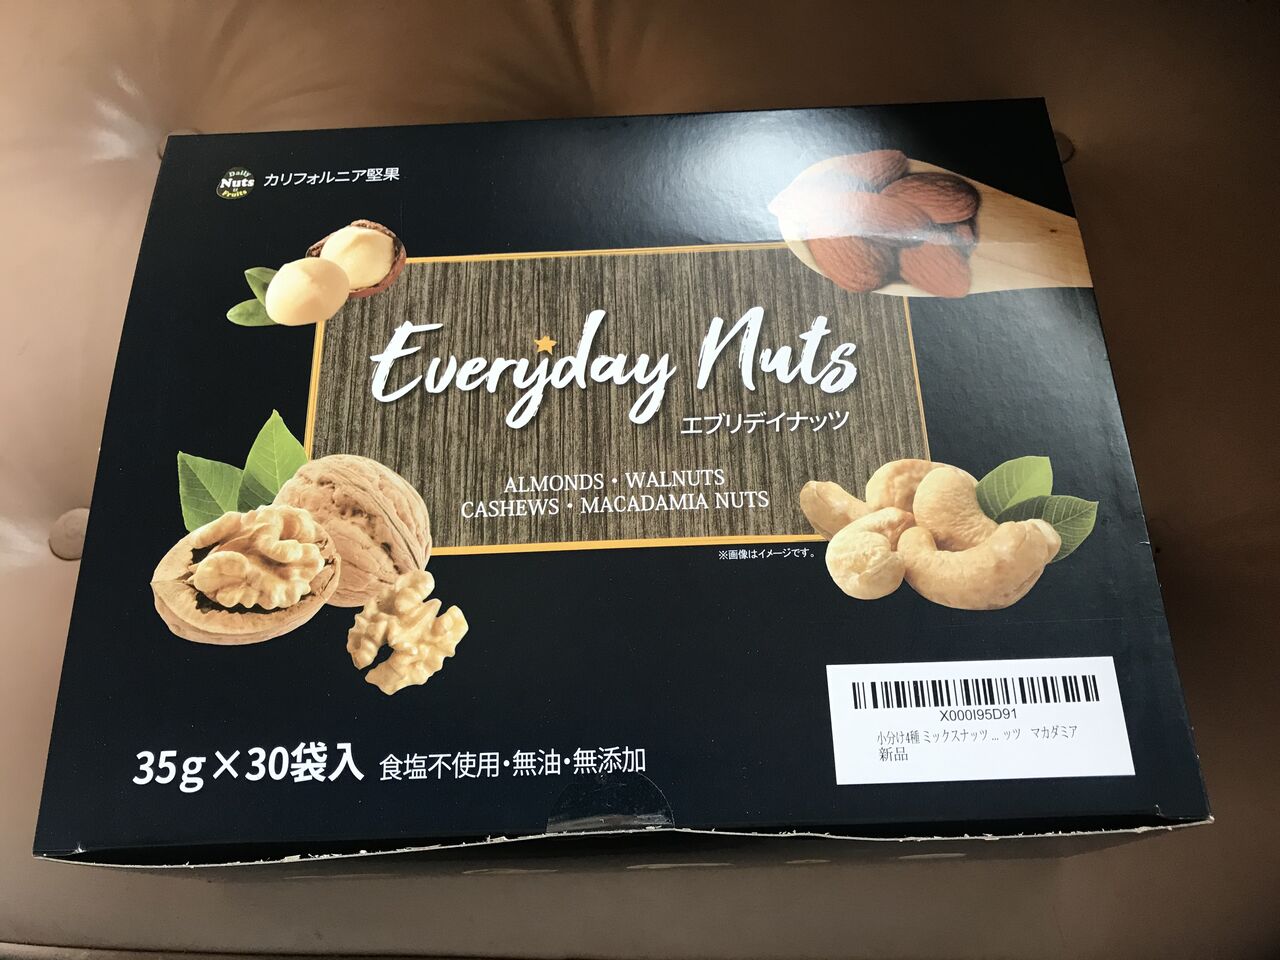 Daily
Nuts
&
Fruits
カリフォルニア堅果
Everyday Nuts
エブリデイナッツ
ALMONDS・WALNUTS
CASHEWS・MACADAMIA NUTS
※画像はイメージです。
X000I95D91
小分け4種 ミックスナッツ ... ッツ マカダミア
新品
35g×30袋入 食塩不使用・無油・無添加